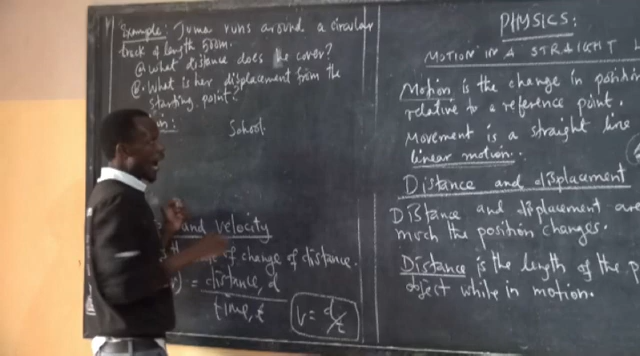 Example: Juma runs around a circular
track of length 500m.
(a) what distance does he cover?
(b). What is her displacement from the
starting point?
School.
and velocity
of change of distance.
= distance, d
time, t
v = d/t
PHYSICS:
MOTION IN A STRAIGHT
Motion is the change in position
relative to a reference point.
Movement is a straight line
linear motion.
Distance and displacement
Distance and displacement are
much the position changes.
Distance is the length of the
object while in motion.